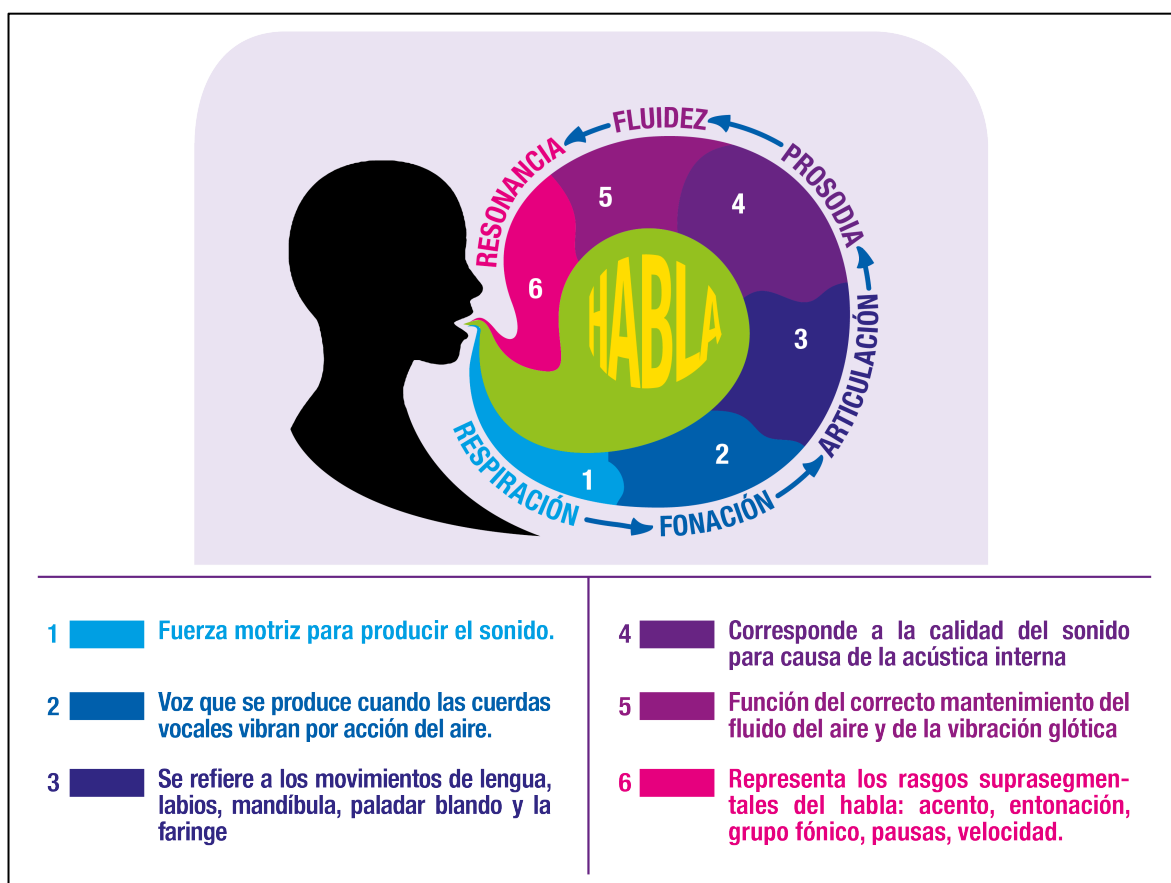 FLUIDEZ
RESONANCIA
PROSODIA
5
4
6
HABLA
3
ARTICULACIÓN
2
1
RESPIRACIÓN
FONACIÓN
1 Fuerza motriz para producir el sonido.
2 Voz que se produce cuando las cuerdas
vocales vibran por acción del aire.
3 Se refiere a los movimientos de lengua,
labios, mandíbula, paladar blando y la
faringe
4 Corresponde a la calidad del sonido
para causa de la acústica interna
5 Función del correcto mantenimiento del
fluido del aire y de la vibración glótica
6 Representa los rasgos suprasegmen-
tales del habla: acento, entonación,
grupo fónico, pausas, velocidad.